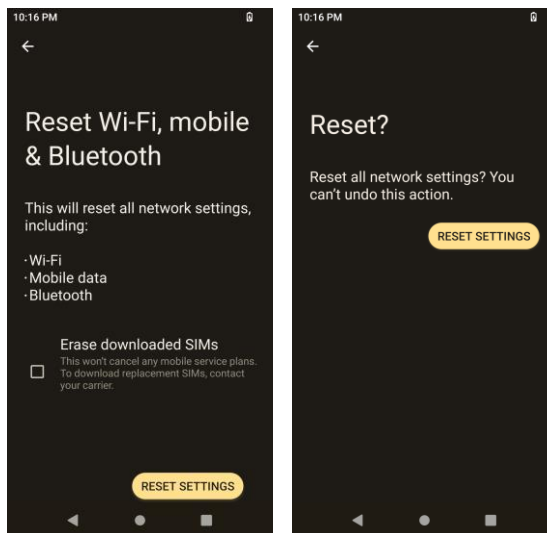 10:16 PM
Reset Wi-Fi, mobile
& Bluetooth
This will reset all network settings,
including:
·Wi-Fi
·Mobile data
·Bluetooth
Erase downloaded SIMs
This won't cancel any mobile service plans.
To download replacement SIMs, contact
your carrier.
RESET SETTINGS
10:16 PM
Reset?
Reset all network settings? You
can't undo this action.
RESET SETTINGS